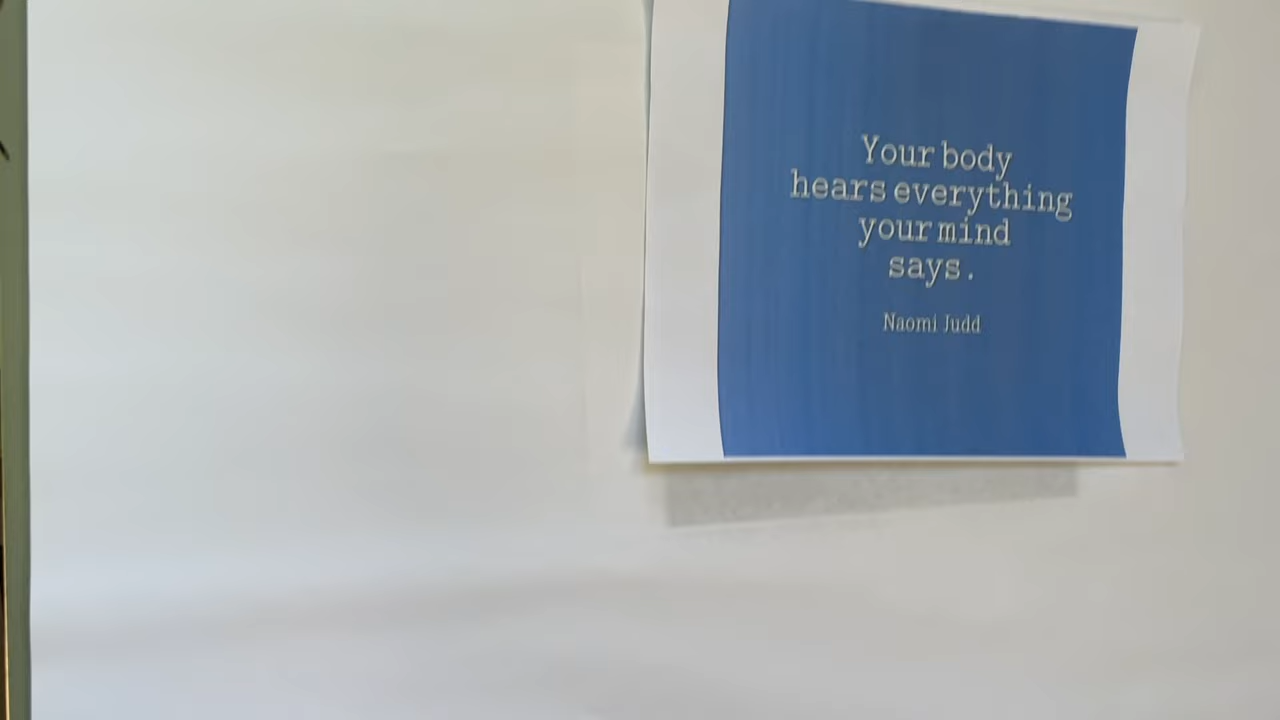 Your body
hears everything
your mind
says.
Naomi Judd